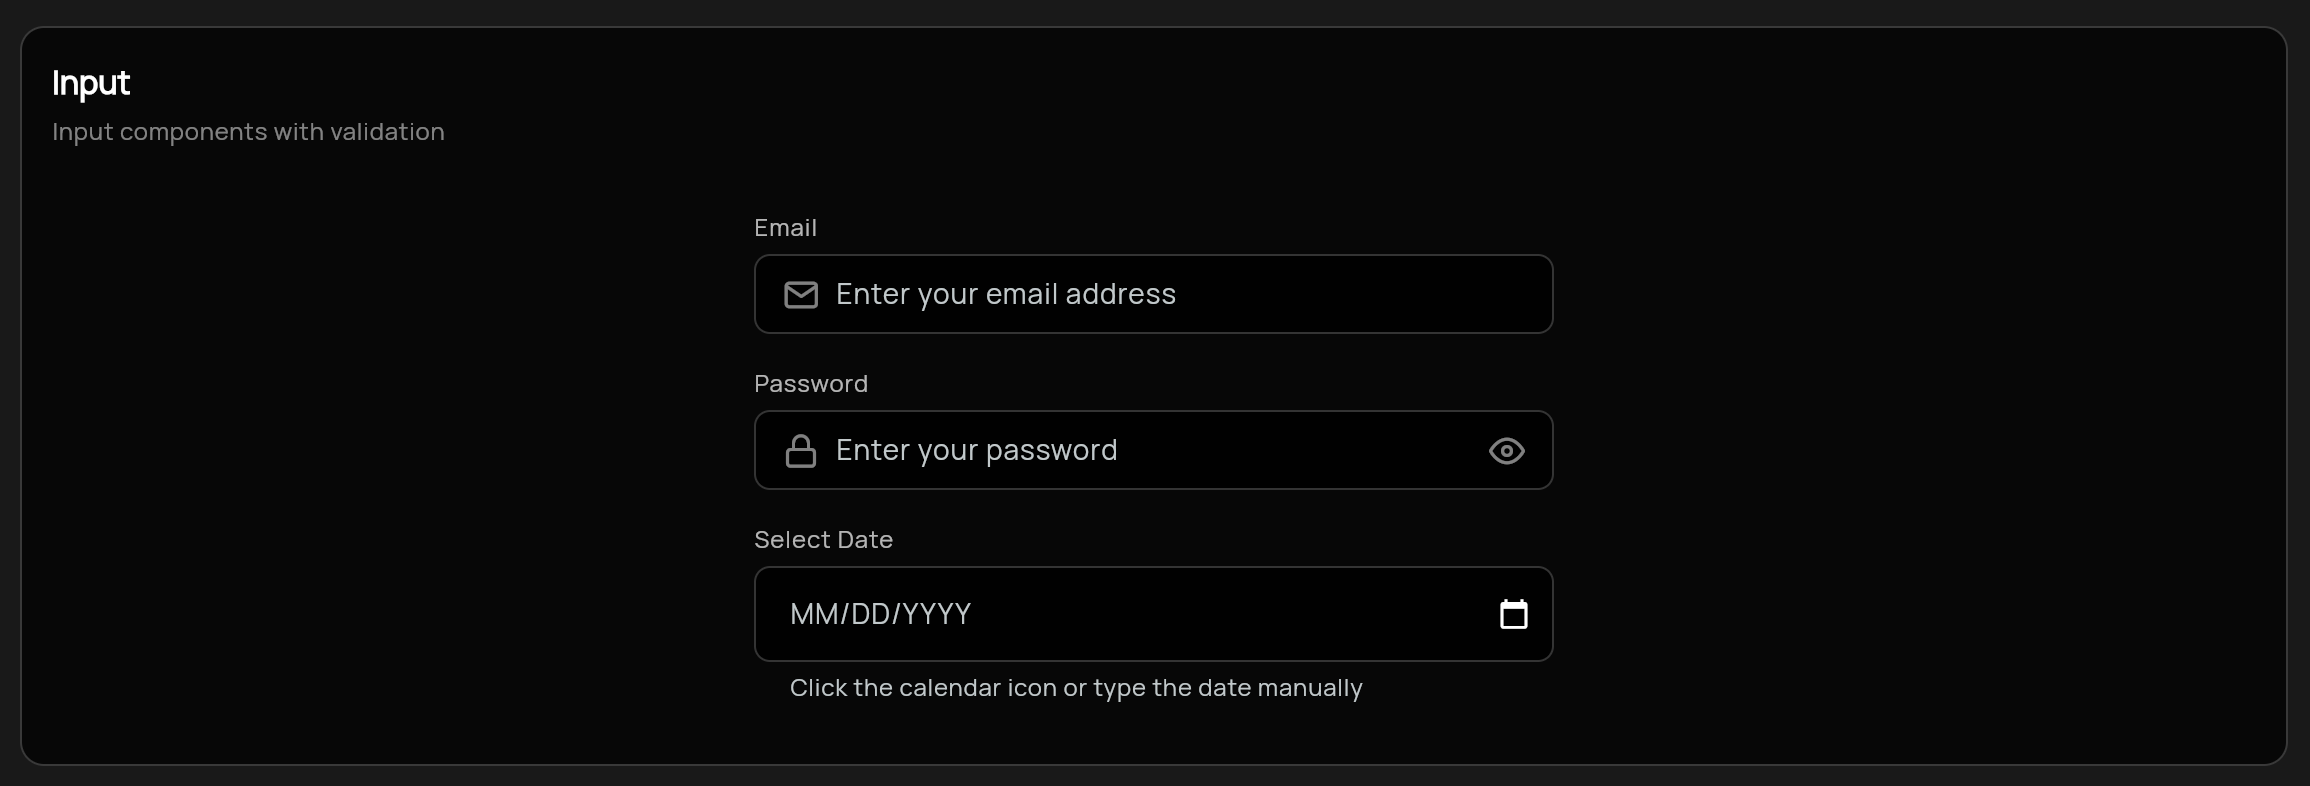 Input
Input components with validation
Email
Enter your email address
Password
Enter your password
Select Date
MM/DD/YYYY
Click the calendar icon or type the date manually